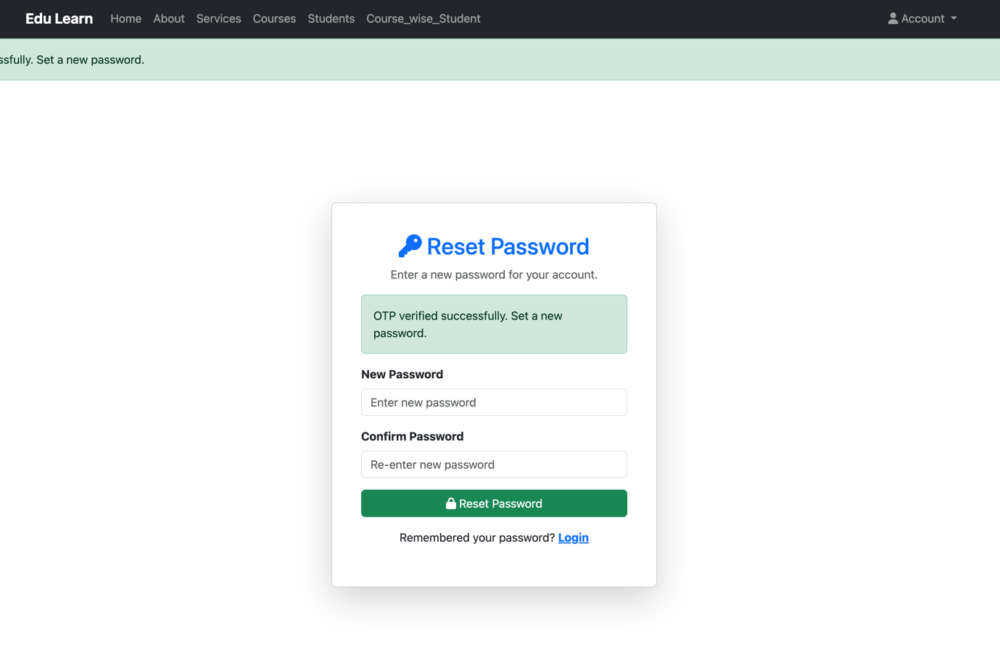 Edu Learn Home About Services Courses Students Course_wise_Student Account
ssfully. Set a new password.
Reset Password
Enter a new password for your account.
OTP verified successfully. Set a new
password.
New Password
Enter new password
Confirm Password
Re-enter new password
Reset Password
Remembered your password? Login